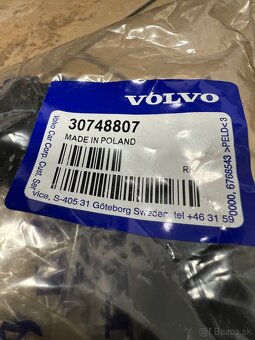 VOLVO
30748807
MADE IN POLAND
Volvo Car Corp. Cust. Ser
vice, S-405 31 Göteborg Sweden, tel +46 31 59
0000, 6768543 >PELD<3
Bazos.sk